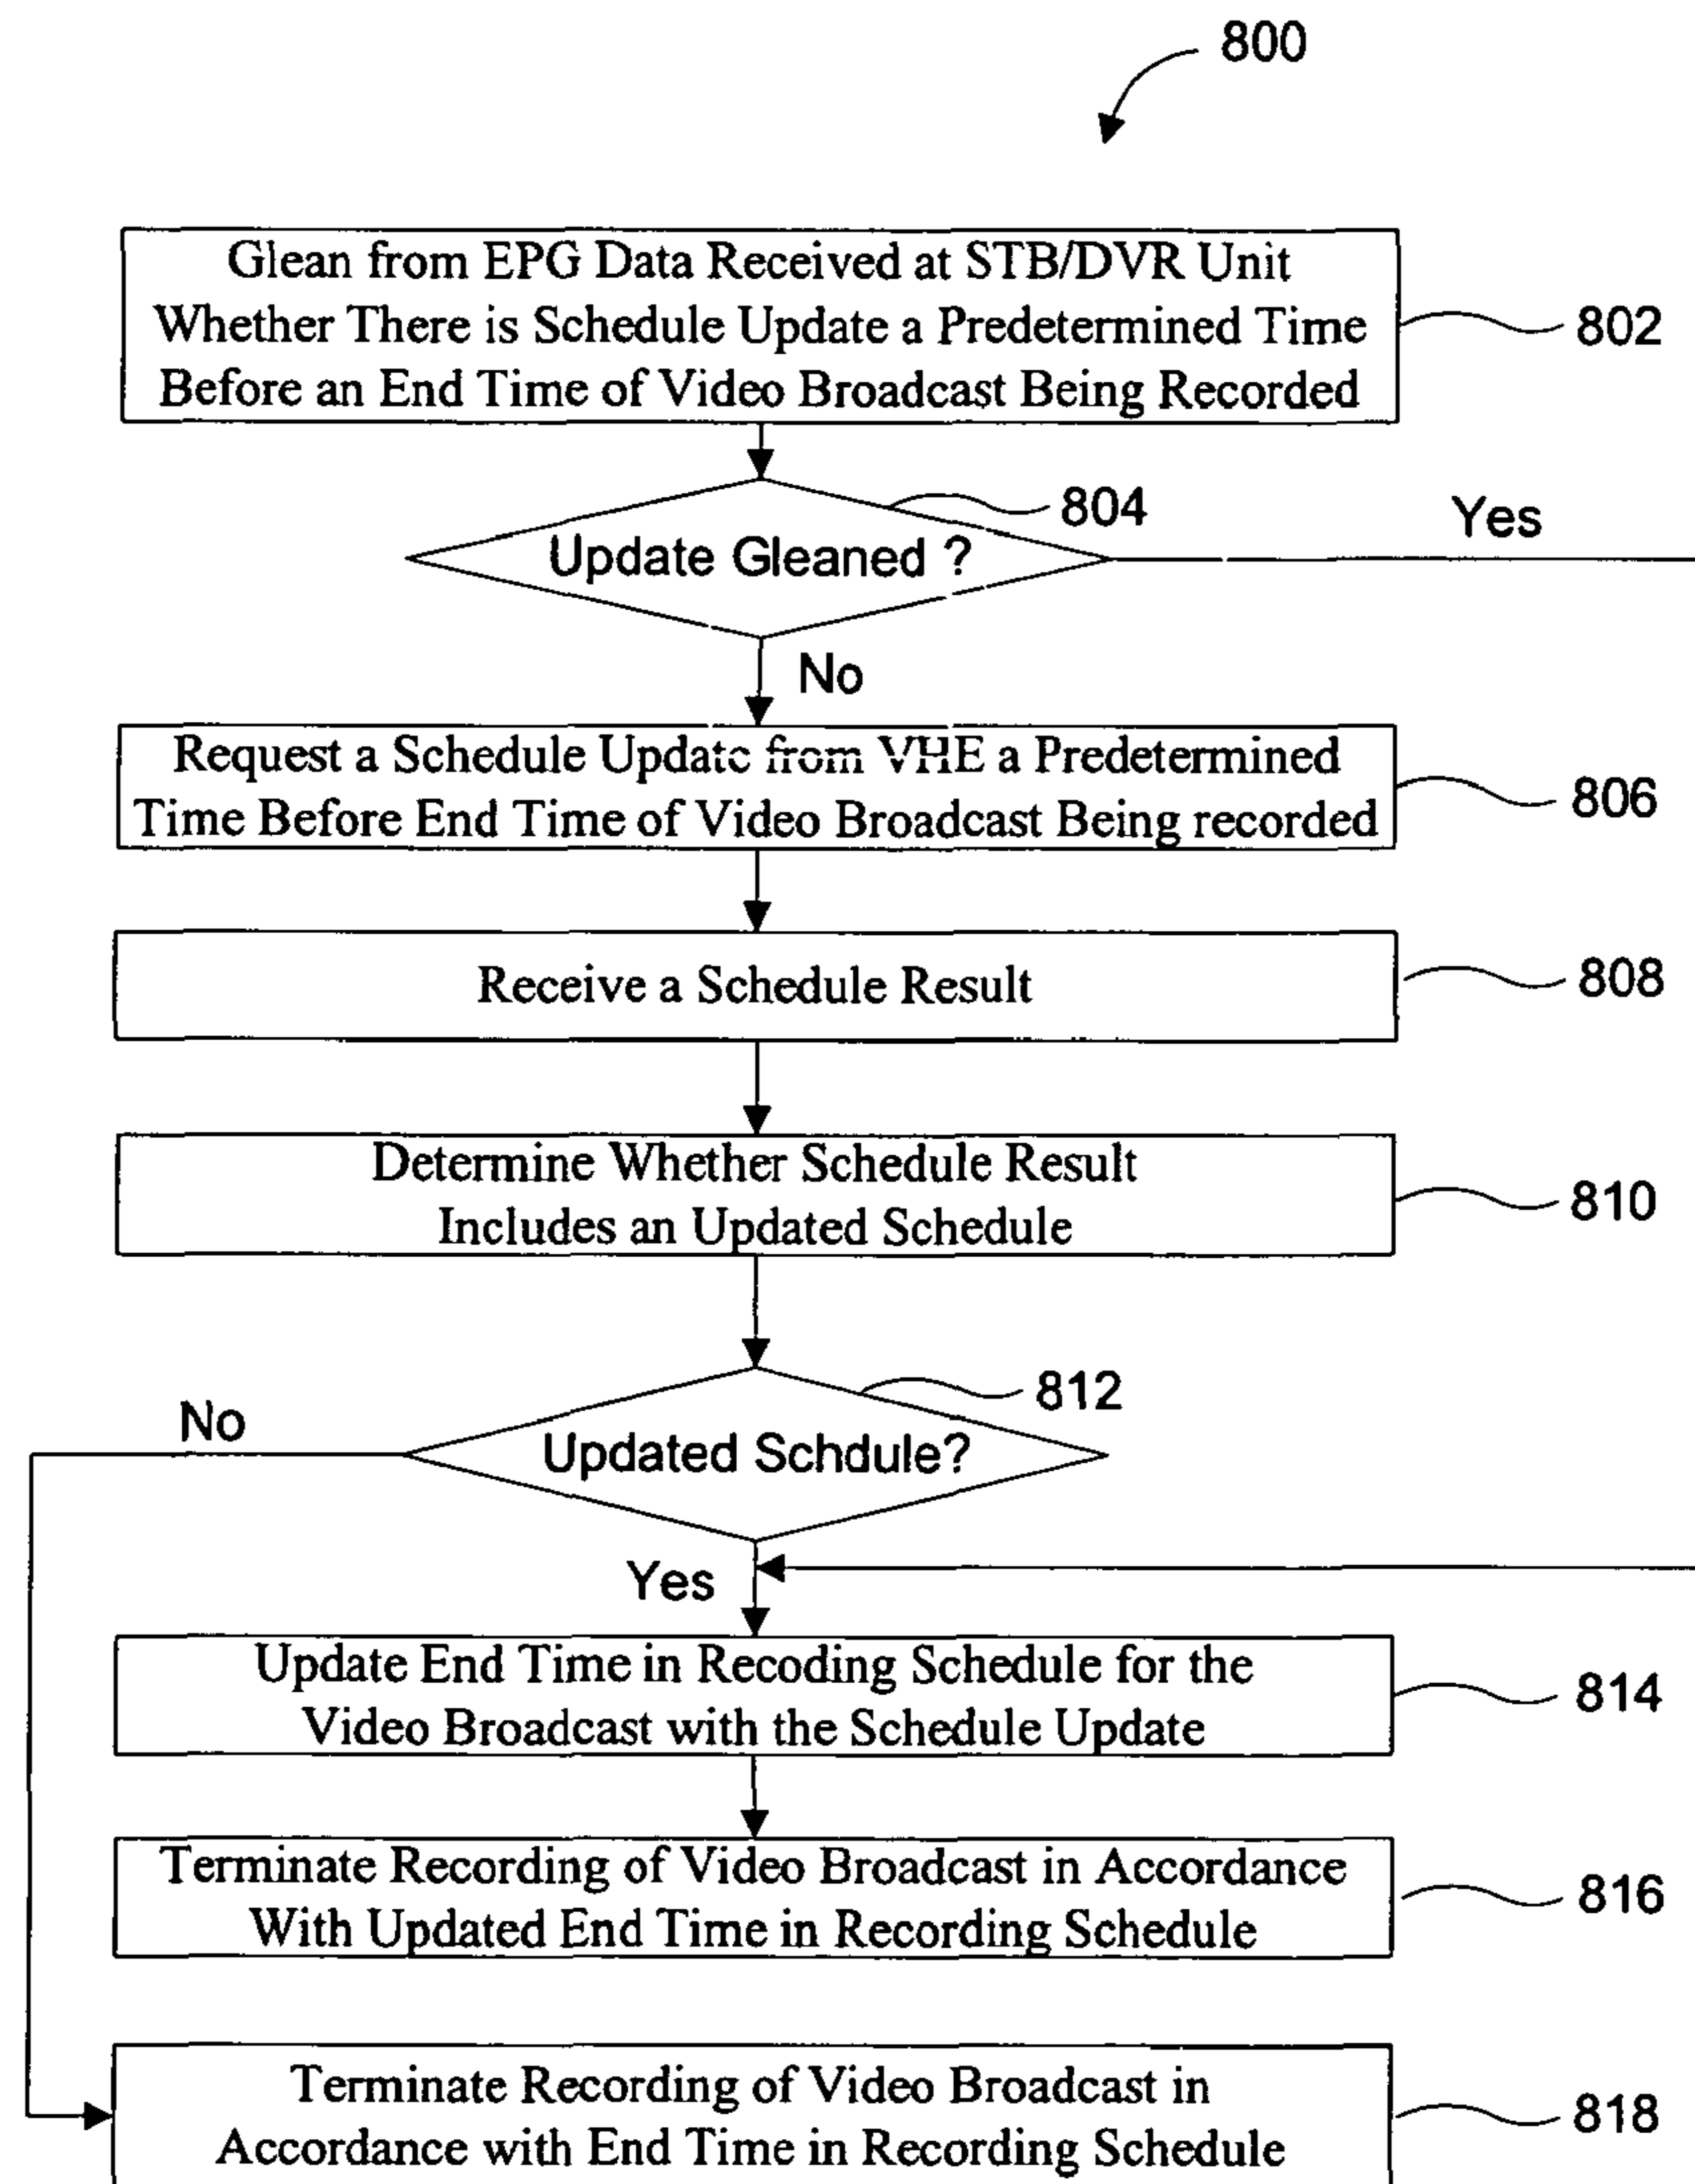 800
Glean from EPG Data Received at STB/DVR Unit
Whether There is Schedule Update a Predetermined Time
Before an End Time of Video Broadcast Being Recorded
802
804
Update Gleaned ?
Yes
No
Request a Schedule Update from VHE a Predetermined
Time Before End Time of Video Broadcast Being recorded
806
Receive a Schedule Result
808
Determine Whether Schedule Result
Includes an Updated Schedule
810
812
No
Updated Schdule?
Yes
Update End Time in Recoding Schedule for the
Video Broadcast with the Schedule Update
814
Terminate Recording of Video Broadcast in Accordance
With Updated End Time in Recording Schedule
816
Terminate Recording of Video Broadcast in
Accordance with End Time in Recording Schedule
818